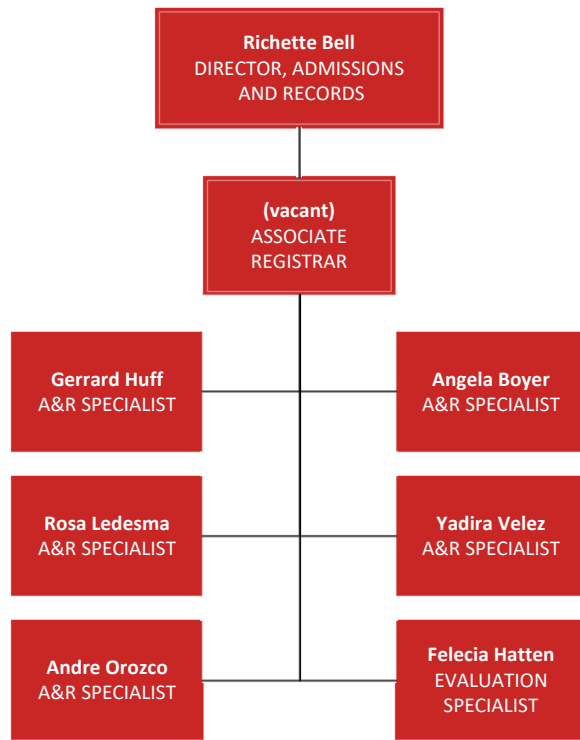 Richette Bell
DIRECTOR, ADMISSIONS
AND RECORDS
(vacant)
ASSOCIATE
REGISTRAR
Gerrard Huff
A&R SPECIALIST
Angela Boyer
A&R SPECIALIST
Rosa Ledesma
A&R SPECIALIST
Yadira Velez
A&R SPECIALIST
Andre Orozco
A&R SPECIALIST
Felecia Hatten
EVALUATION
SPECIALIST